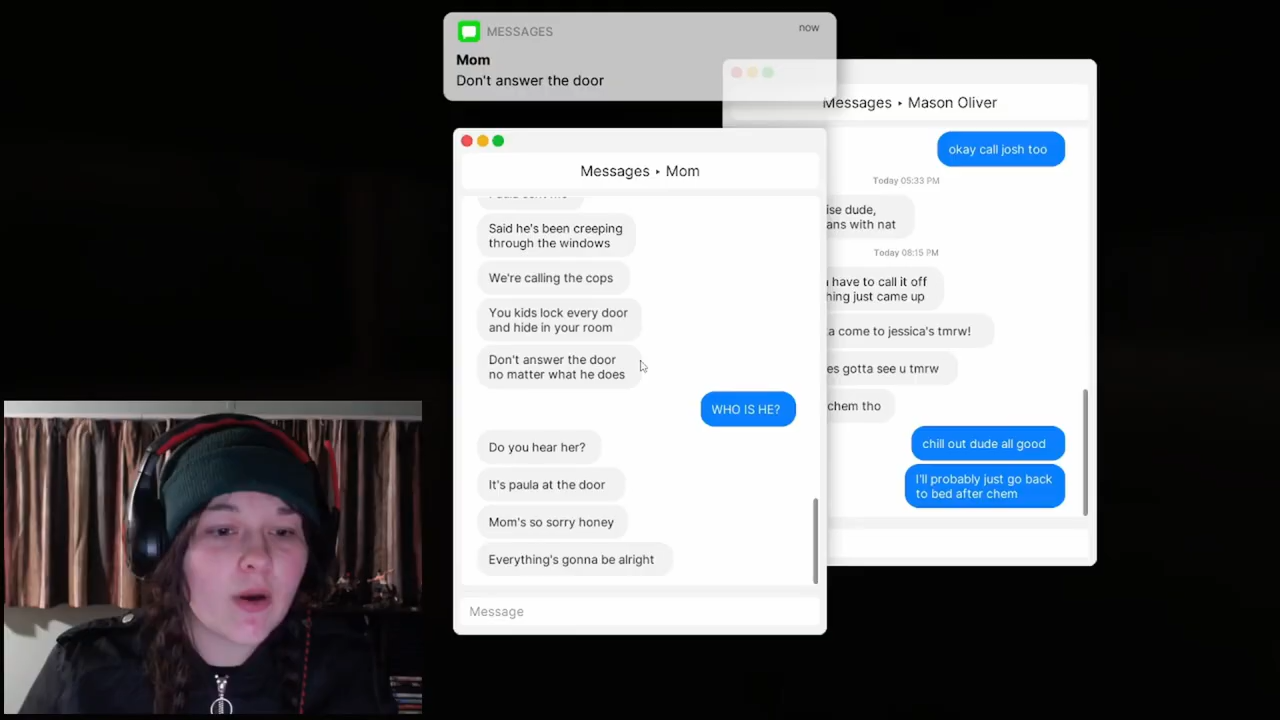 MESSAGES
now
Mom
Don't answer the door
Messages ▸ Mom
Said he's been creeping
through the windows
We're calling the cops
You kids lock every door
and hide in your room
Don't answer the door
no matter what he does
WHO IS HE?
Do you hear her?
It's paula at the door
Mom's so sorry honey
Everything's gonna be alright
Message
Messages ▸ Mason Oliver
okay call josh too
Today 05:33 PM
dude,
with nat
Today 08:15 PM
have to call it off
just came up
come to jessica's tmrw!
gotta see u tmrw
chem tho
chill out dude all good
I'll probably just go back
to bed after chem